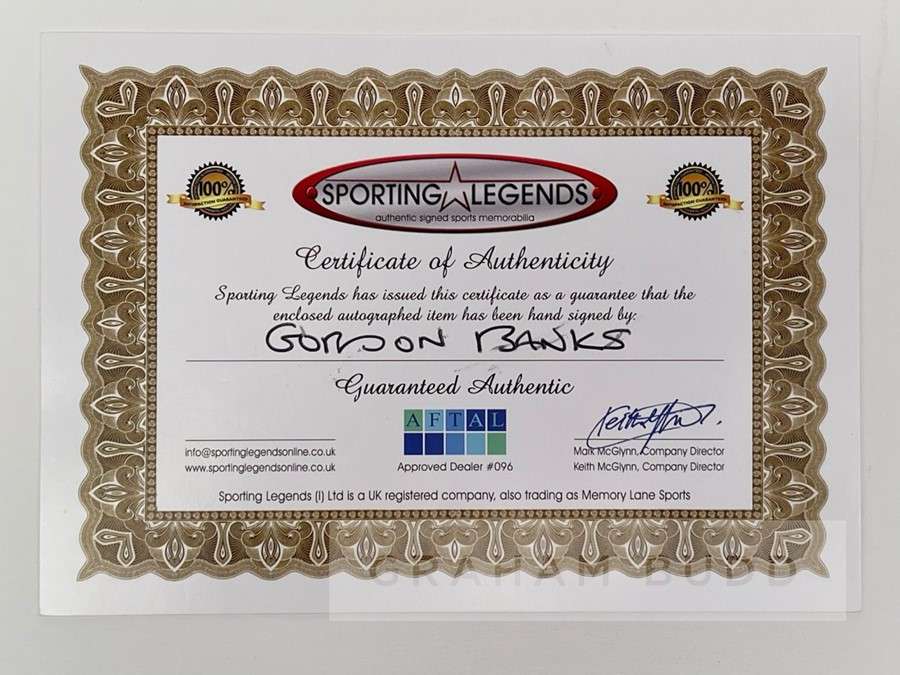 100%
SATISFACTION GUARANTEED
SPORTING LEGENDS
authentic signed sports memorabilia
100%
SATISFACTION GUARANTEED
Certificate of Authenticity
Sporting Legends has issued this certificate as a guarantee that the
enclosed autographed item has been hand signed by:
GORDON BANKS
Guaranteed Authentic
AFTAL
Approved Dealer #096
info@sportinglegendsonline.co.uk
www.sportinglegendsonline.co.uk
Mark McGlynn, Company Director
Keith McGlynn, Company Director
Sporting Legends (I) Ltd is a UK registered company, also trading as Memory Lane Sports
GRAHAM BUDD